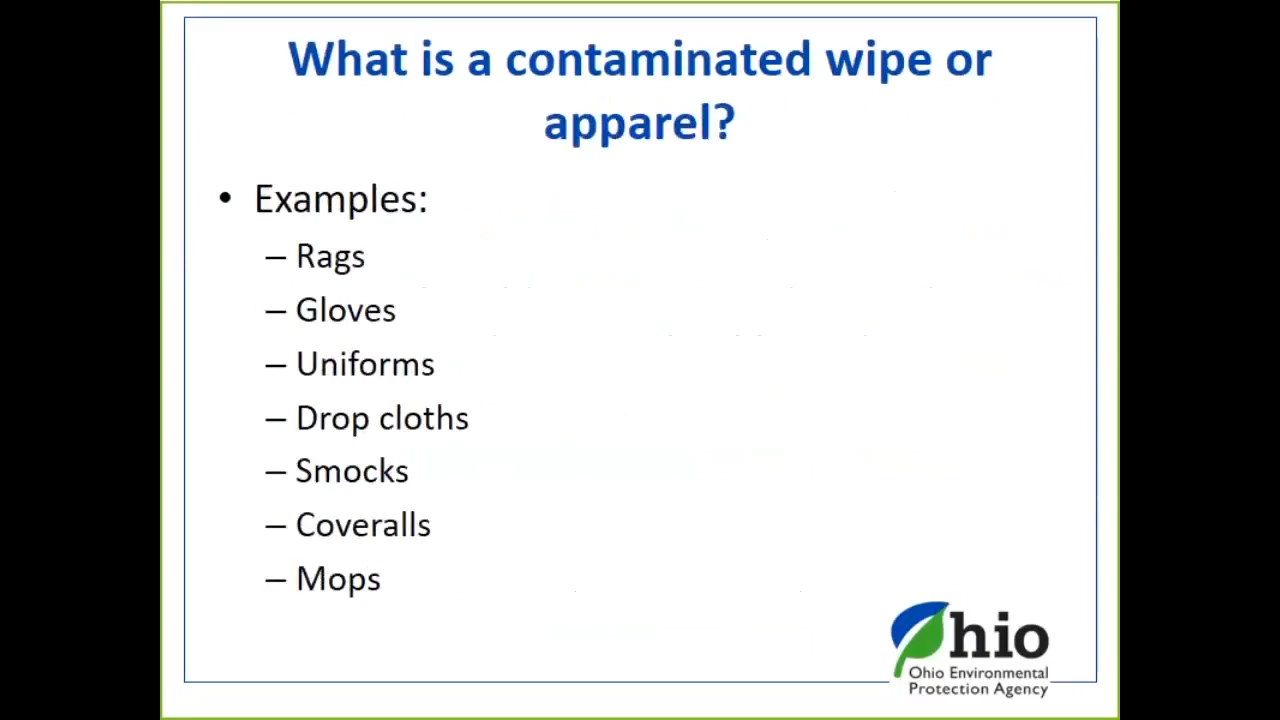 What is a contaminated wipe or
apparel?
• Examples:
– Rags
– Gloves
– Uniforms
– Drop cloths
– Smocks
– Coveralls
– Mops
Ohio
Ohio Environmental
Protection Agency